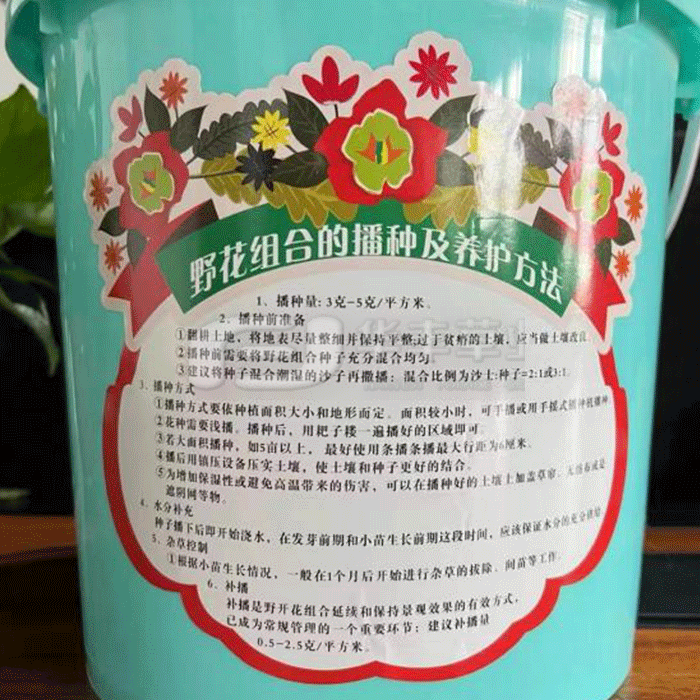 野花组合的播种及养护方法
1、播种量: 3克-5克/平方米。
2、播种前准备
①翻耕土地，将地表尽量整细并保持平整;过于贫瘠的土壤，应当做土壤改良。
②播种前需要将野花组合种子充分混合均匀。
③建议将种子混合潮湿的沙子再撒播：混合比例为沙土:种子=2:1或3:1。
3、播种方式
①播种方式要依种植面积大小和地形而定。面积较小时，可手播或用手摇式播种机播种。
②花种需要浅播。播种后，用耙子楼一遍播好的区域即可。
③若大面积播种，如5亩以上，最好使用条播条播最大行距为6厘米。
④播后用镇压设备压实土壤，使土壤和种子更好的结合。
⑤为增加保湿性或避免高温带来的伤害，可以在播种好的土壤上加盖草帘、无纺布或是
遮阴网等物。
4、水分补充
种子播下后即开始浇水，在发芽前期和小苗生长前期这段时间，应该保证水分的充分供给
5、杂草控制
①根据小苗生长情况，一般在1个月后开始进行杂草的拔除、间苗等工作。
6、补播
补播是野开花组合延续和保持景观效果的有效方式，
已成为常规管理的一个重要环节；建议补播量
0.5-2.5克/平方米。